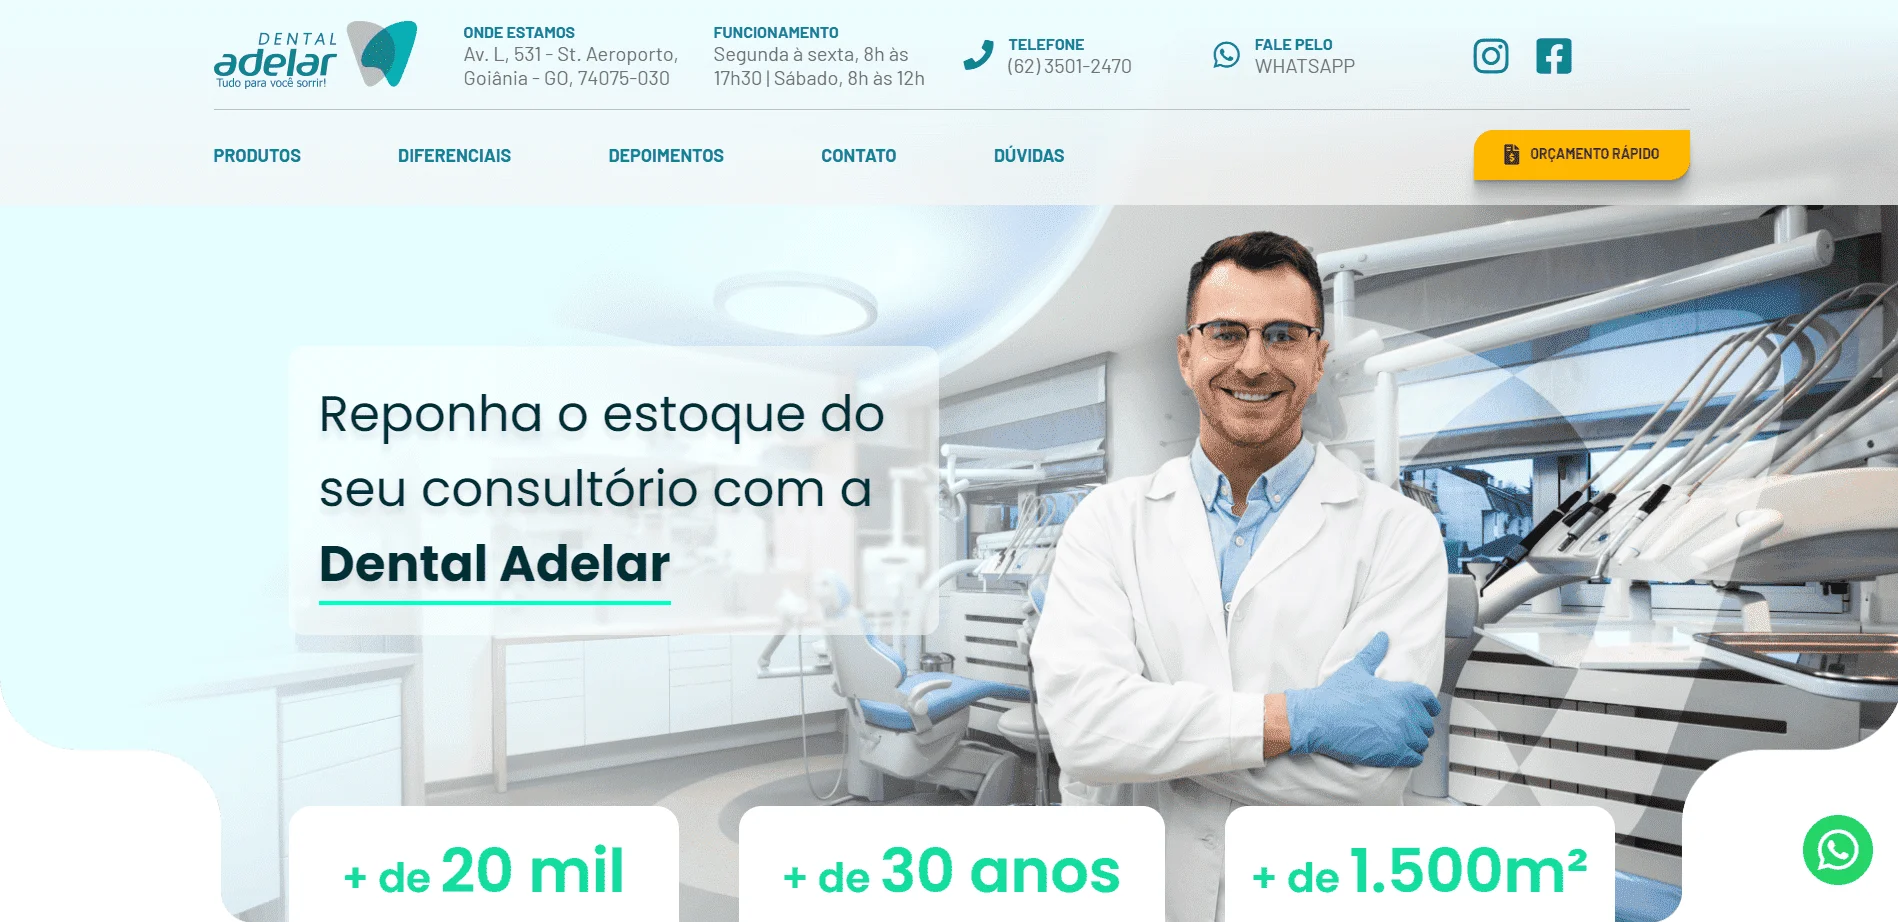 DENTAL
adelar
Tudo para você sorrir!
ONDE ESTAMOS
Av. L, 531 - St. Aeroporto,
Goiânia - GO, 74075-030
FUNCIONAMENTO
Segunda à sexta, 8h às
17h30 | Sábado, 8h às 12h
TELEFONE
(62) 3501-2470
FALE PELO
WHATSAPP
PRODUTOS
DIFERENCIAIS
DEPOIMENTOS
CONTATO
DÚVIDAS
ORÇAMENTO RÁPIDO
Reponha o estoque do
seu consultório com a
Dental Adelar
+ de 20 mil
+ de 30 anos
+ de 1.500m²